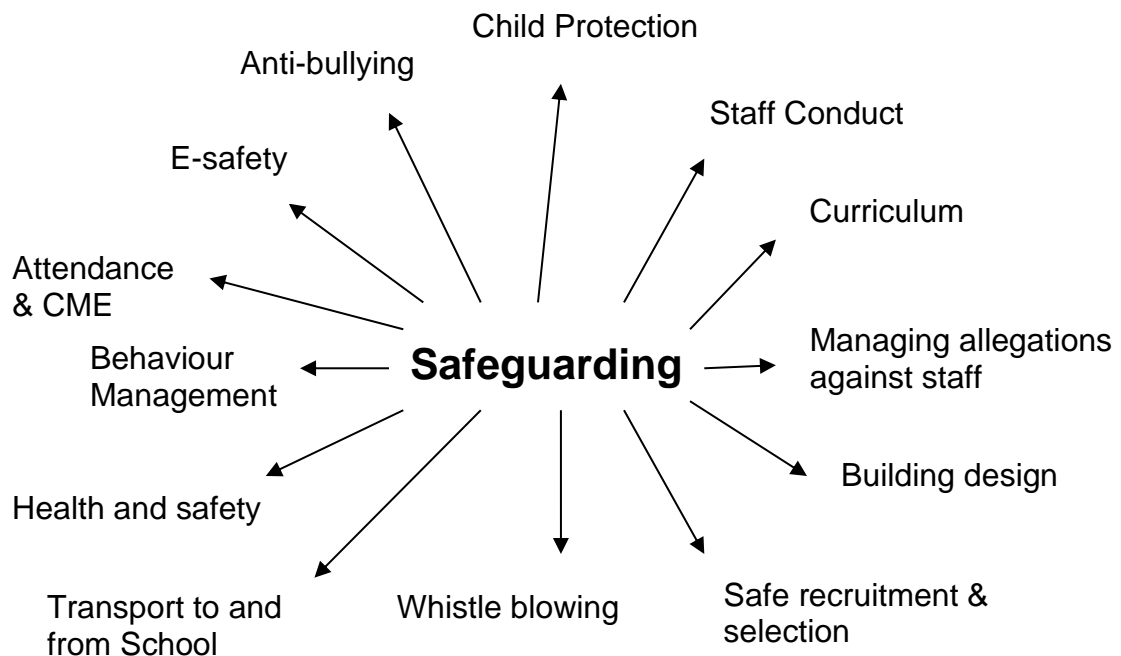 Child Protection
Anti-bullying
Staff Conduct
E-safety
Curriculum
Attendance
& CME
Managing allegations
against staff
Behaviour
Management
Safeguarding
Building design
Health and safety
Transport to and
from School
Whistle blowing
Safe recruitment &
selection